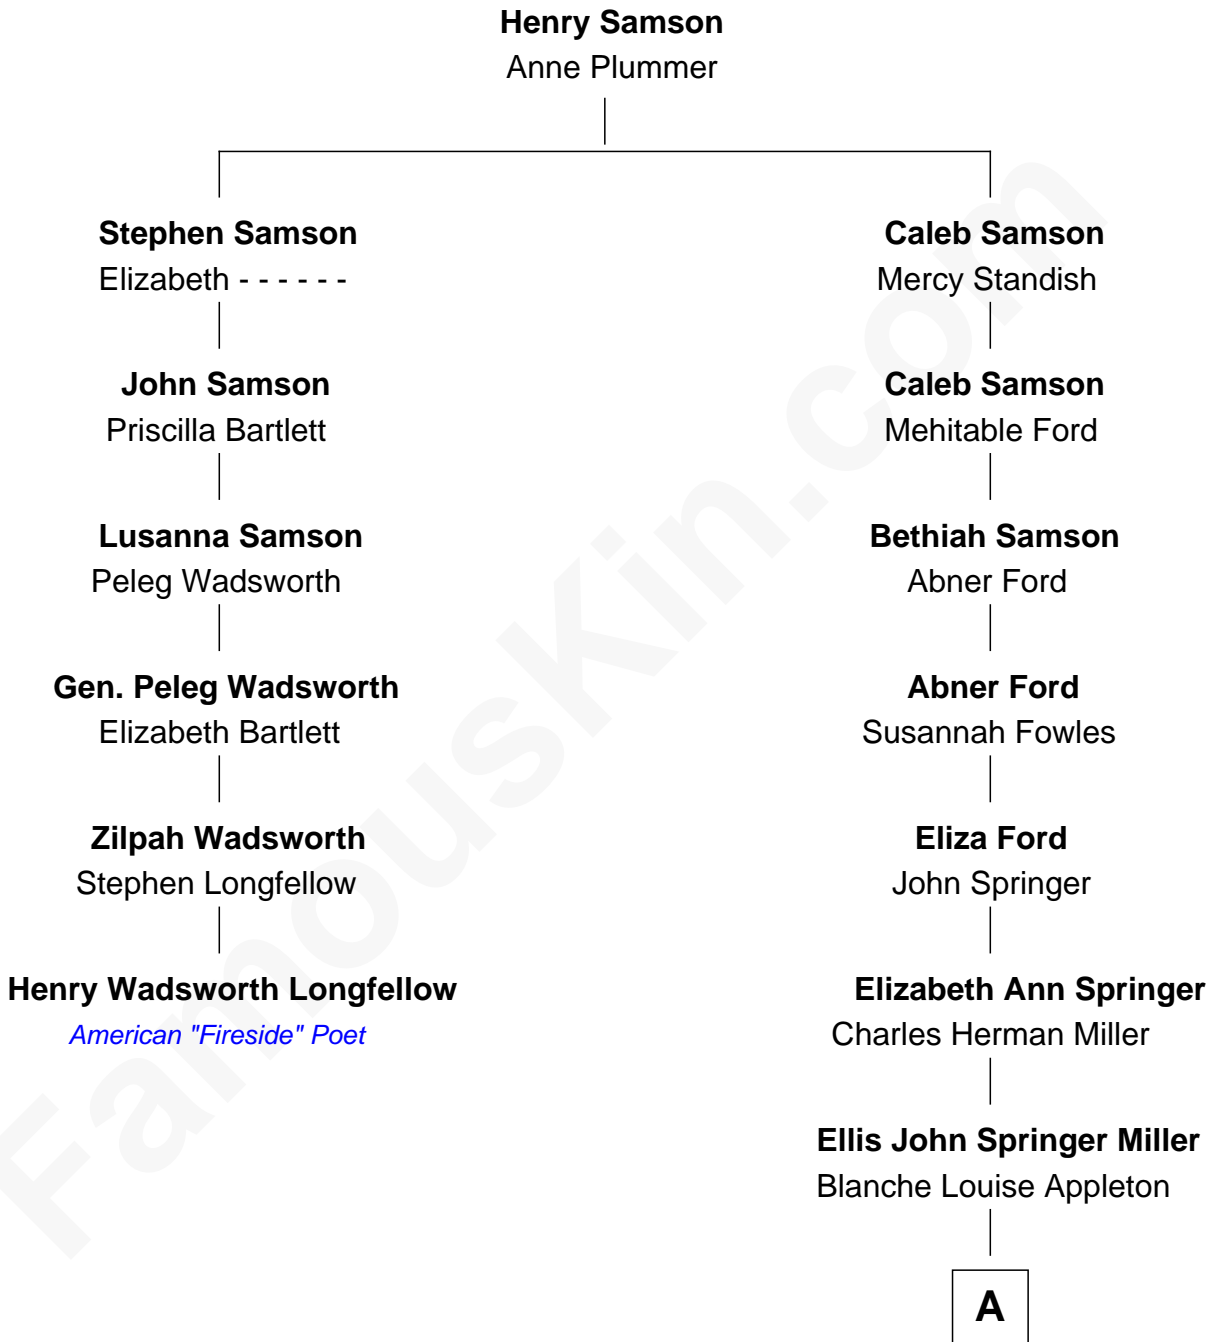 Henry Samson
Anne Plummer
Stephen Samson
Elizabeth - - - - - -
Caleb Samson
Mercy Standish
John Samson
Priscilla Bartlett
Caleb Samson
Mehitable Ford
Lusanna Samson
Peleg Wadsworth
Bethiah Samson
Abner Ford
Gen. Peleg Wadsworth
Elizabeth Bartlett
Abner Ford
Susannah Fowles
Zilpah Wadsworth
Stephen Longfellow
Eliza Ford
John Springer
Henry Wadsworth Longfellow
American "Fireside" Poet
Elizabeth Ann Springer
Charles Herman Miller
Ellis John Springer Miller
Blanche Louise Appleton
A
FamousKin.com